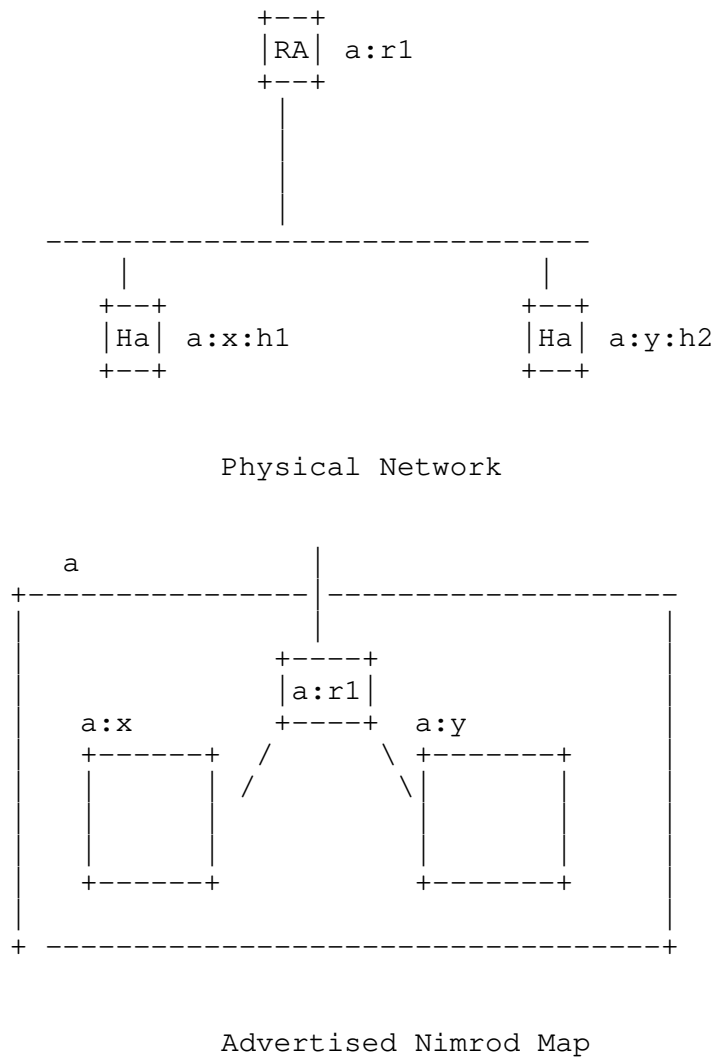 RA a:r1
Ha a:x:h1 Ha a:y:h2
Physical Network
a
a:r1
a:x a:y
Advertised Nimrod Map